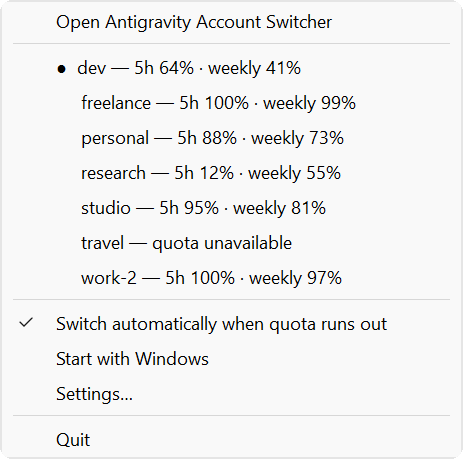 Open Antigravity Account Switcher
● dev — 5h 64% · weekly 41%
freelance — 5h 100% · weekly 99%
personal — 5h 88% · weekly 73%
research — 5h 12% · weekly 55%
studio — 5h 95% · weekly 81%
travel — quota unavailable
work-2 — 5h 100% · weekly 97%
✓ Switch automatically when quota runs out
Start with Windows
Settings...
Quit